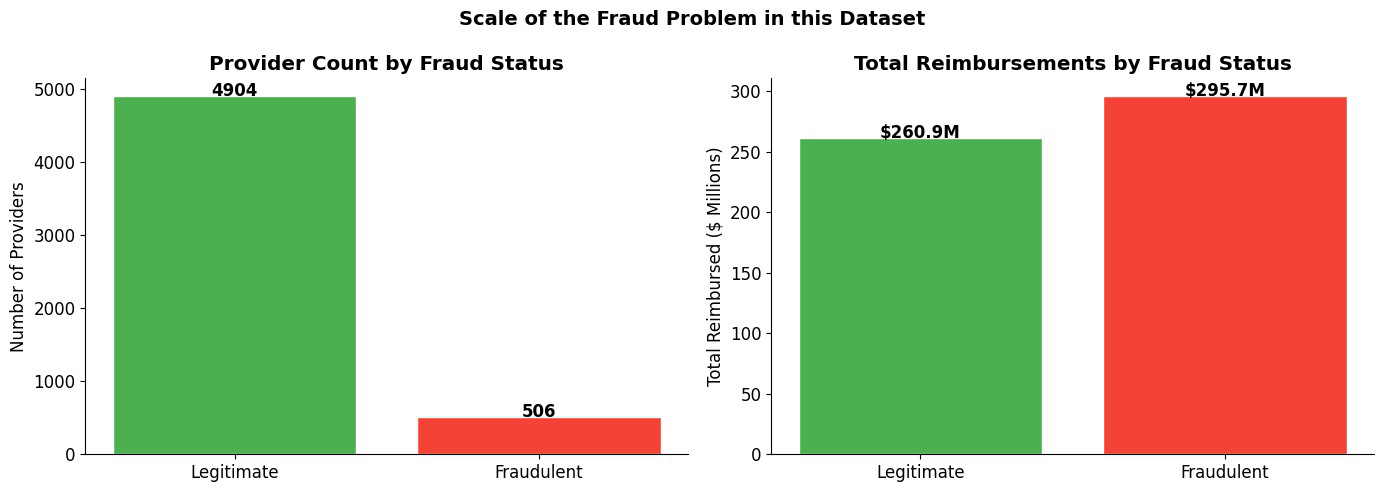 Scale of the Fraud Problem in this Dataset
Provider Count by Fraud Status
Number of Providers
5000
4000
3000
2000
1000
0
4904
506
Legitimate
Fraudulent
Total Reimbursements by Fraud Status
Total Reimbursed ($ Millions)
300
250
200
150
100
50
0
$260.9M
$295.7M
Legitimate
Fraudulent